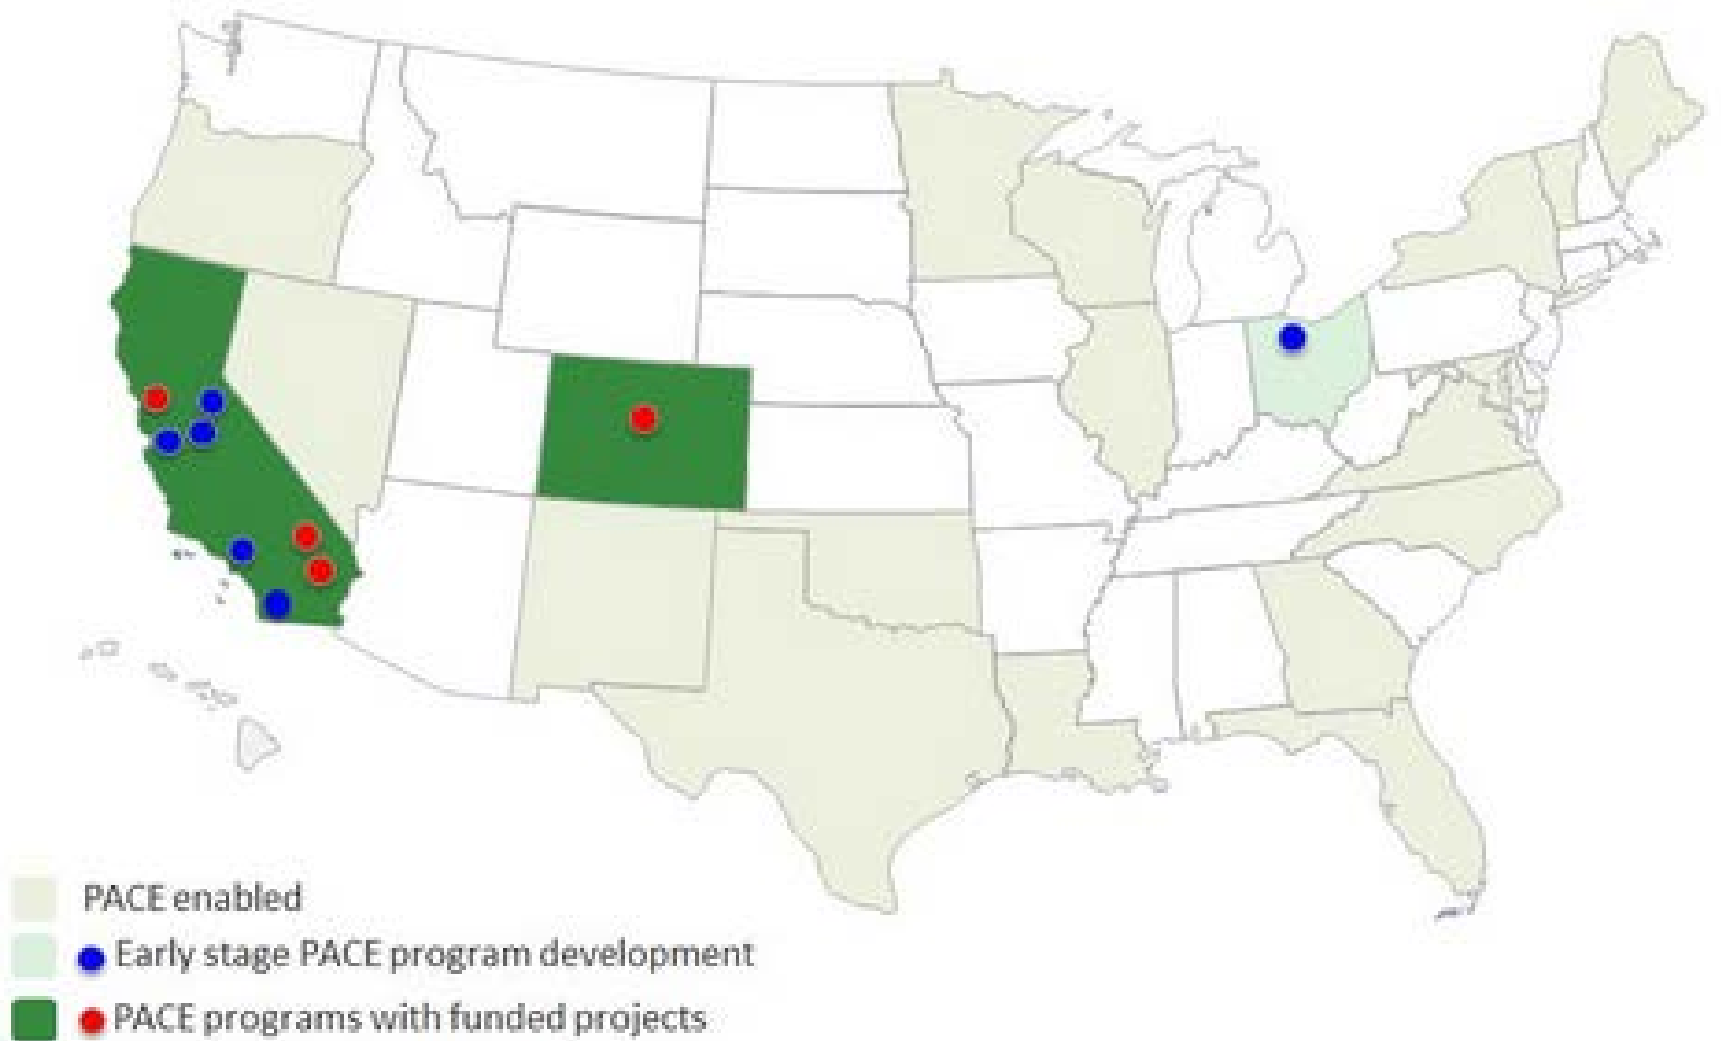 PACE enabled
Early stage PACE program development
PACE programs with funded projects